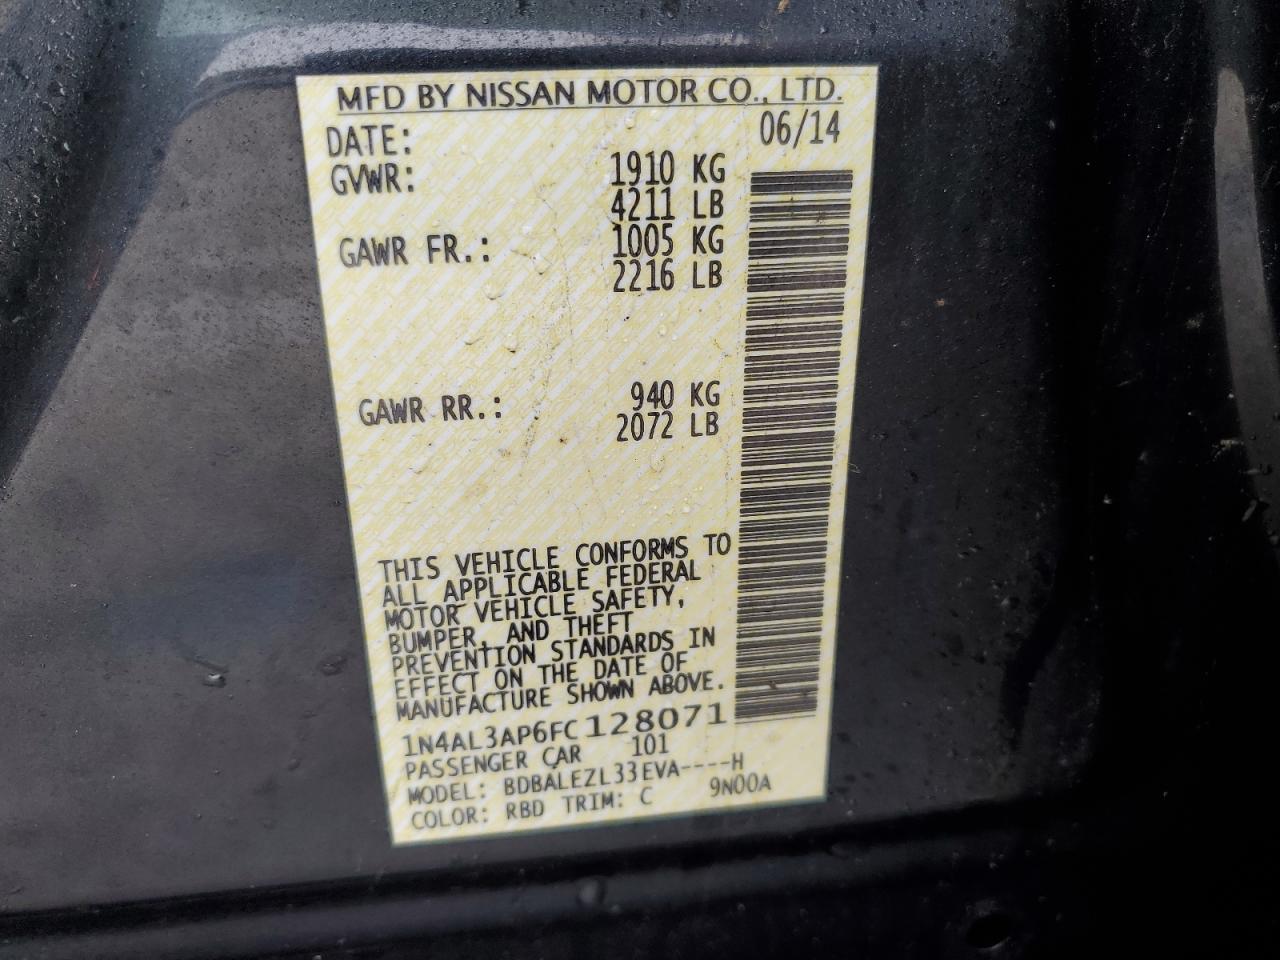 MFD BY NISSAN MOTOR CO., LTD.
DATE: 06/14
GVWR: 1910 KG
4211 LB
GAWR FR.: 1005 KG
2216 LB
GAWR RR.: 940 KG
2072 LB
THIS VEHICLE CONFORMS TO
ALL APPLICABLE FEDERAL
MOTOR VEHICLE SAFETY,
BUMPER, AND THEFT
PREVENTION STANDARDS IN
EFFECT ON THE DATE OF
MANUFACTURE SHOWN ABOVE.
1N4AL3AP6FC128071
PASSENGER CAR 101
MODEL: BDBALEZL33EVA----H
COLOR: RBD TRIM: C 9N00A